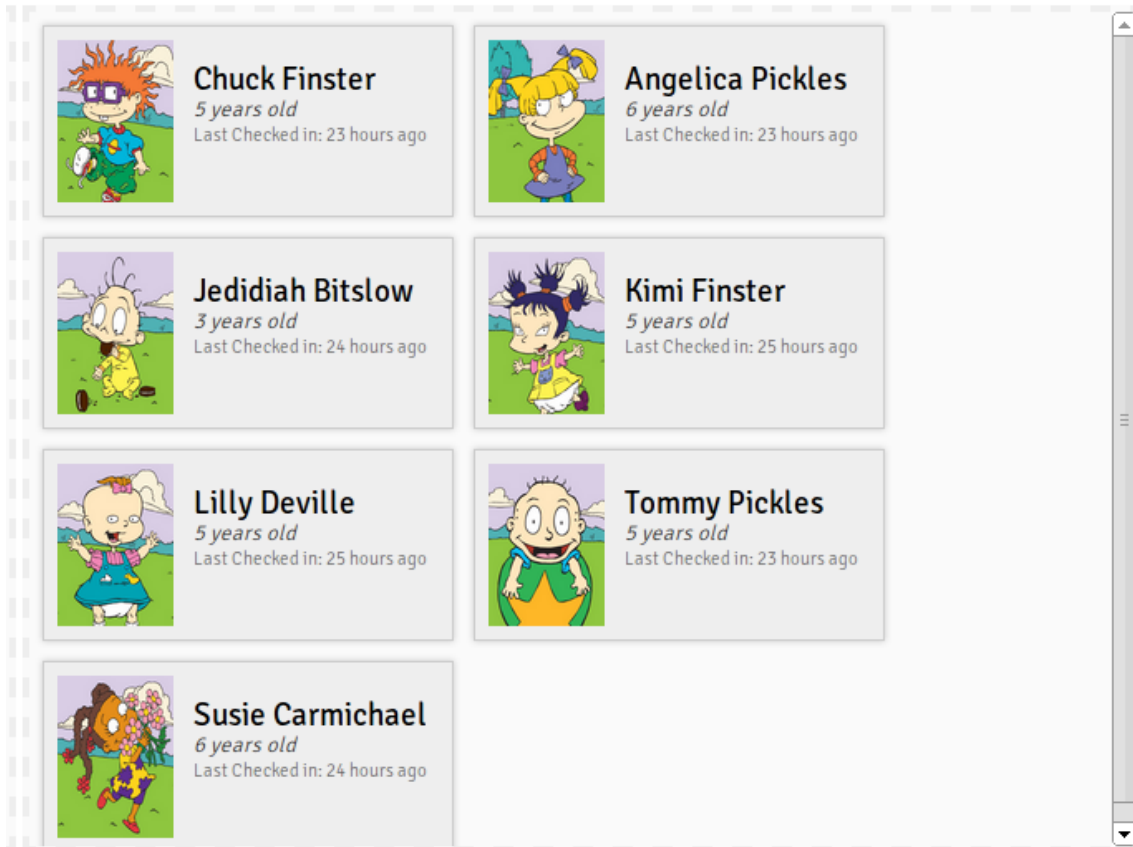 Chuck Finster
5 years old
Last Checked in: 23 hours ago
Angelica Pickles
6 years old
Last Checked in: 23 hours ago
Jedidiah Bitslow
3 years old
Last Checked in: 24 hours ago
Kimi Finster
5 years old
Last Checked in: 25 hours ago
Lilly Deville
5 years old
Last Checked in: 25 hours ago
Tommy Pickles
5 years old
Last Checked in: 23 hours ago
Susie Carmichael
6 years old
Last Checked in: 24 hours ago